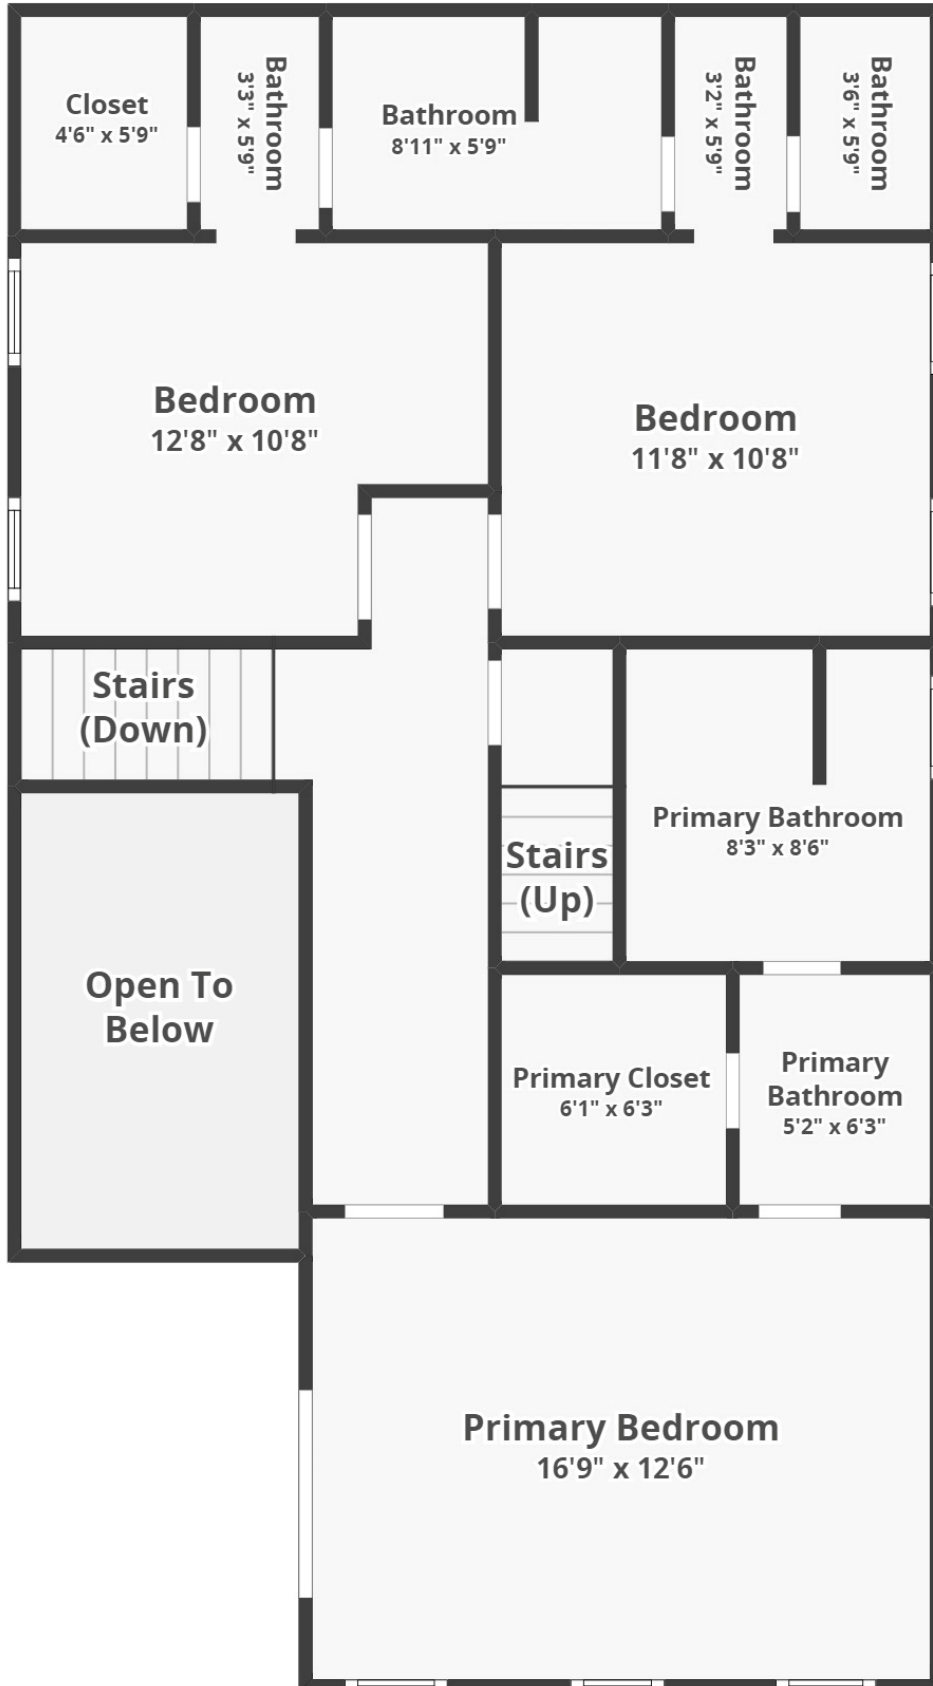 Closet
4'6" x 5'9"
Bathroom
3'3" x 5'9"
Bathroom
8'11" x 5'9"
Bathroom
3'2" x 5'9"
Bathroom
3'6" x 5'9"
Bedroom
12'8" x 10'8"
Bedroom
11'8" x 10'8"
Stairs
(Down)
Primary Bathroom
8'3" x 8'6"
Stairs
(Up)
Open To
Below
Primary Closet
6'1" x 6'3"
Primary
Bathroom
5'2" x 6'3"
Primary Bedroom
16'9" x 12'6"